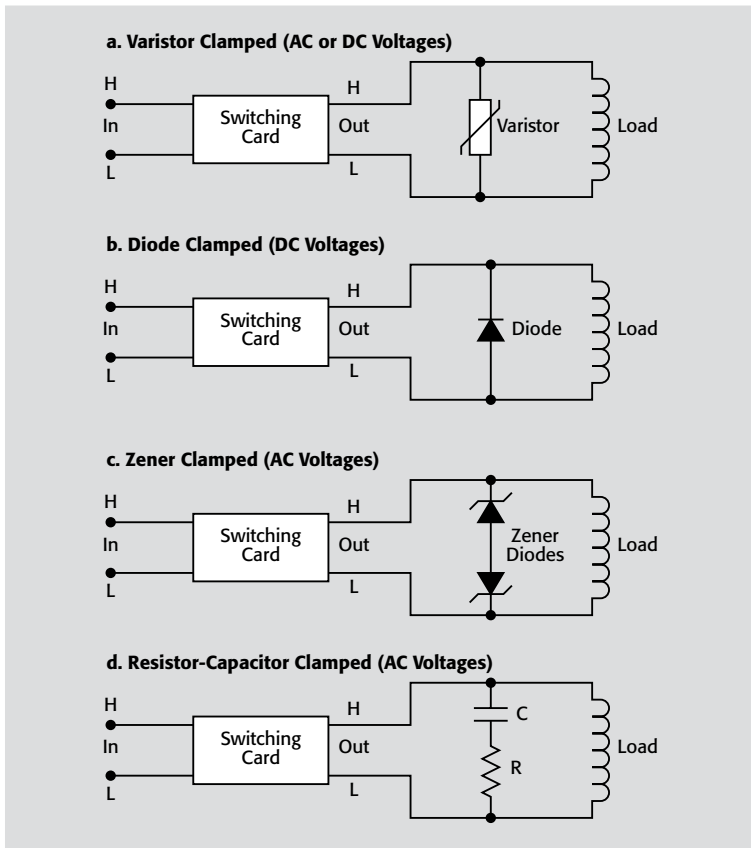 a. Varistor Clamped (AC or DC Voltages)
H
In
L
Switching
Card
H
Out
L
Varistor
Load
b. Diode Clamped (DC Voltages)
H
In
L
Switching
Card
H
Out
L
Diode
Load
c. Zener Clamped (AC Voltages)
H
In
L
Switching
Card
H
Out
L
Zener
Diodes
Load
d. Resistor-Capacitor Clamped (AC Voltages)
H
In
L
Switching
Card
H
Out
L
C
R
Load